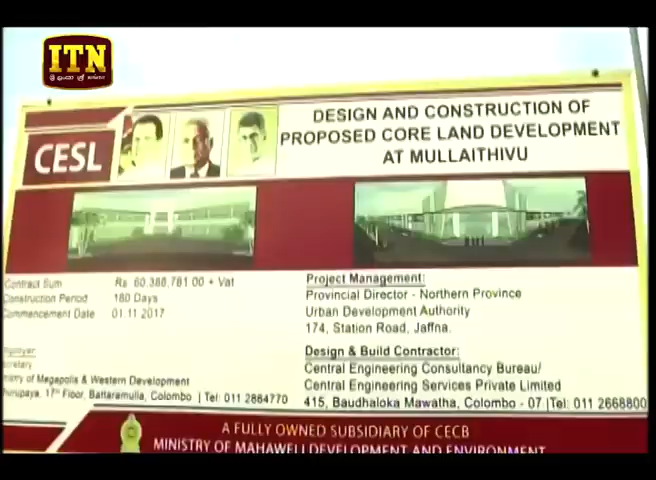 ITN
DESIGN AND CONSTRUCTION OF
PROPOSED CORE LAND DEVELOPMENT
AT MULLAITHIVU
CESL
Contract Sum Rs 60,388,781.00 + Vat
Construction Period 180 Days
Commencement Date 01.11.2017
Project Management:
Provincial Director - Northern Province
Urban Development Authority
174, Station Road, Jaffna.
Design & Build Contractor:
Central Engineering Consultancy Bureau/
Central Engineering Services Private Limited
415, Baudhaloka Mawatha, Colombo - 07 | Tel: 011 2668800
of Megapolis & Western Development
17th Floor, Battaramulla, Colombo | Tel: 011 2864770
A FULLY OWNED SUBSIDIARY OF CECB
MINISTRY OF MAHAWELI DEVELOPMENT AND ENVIRONMENT